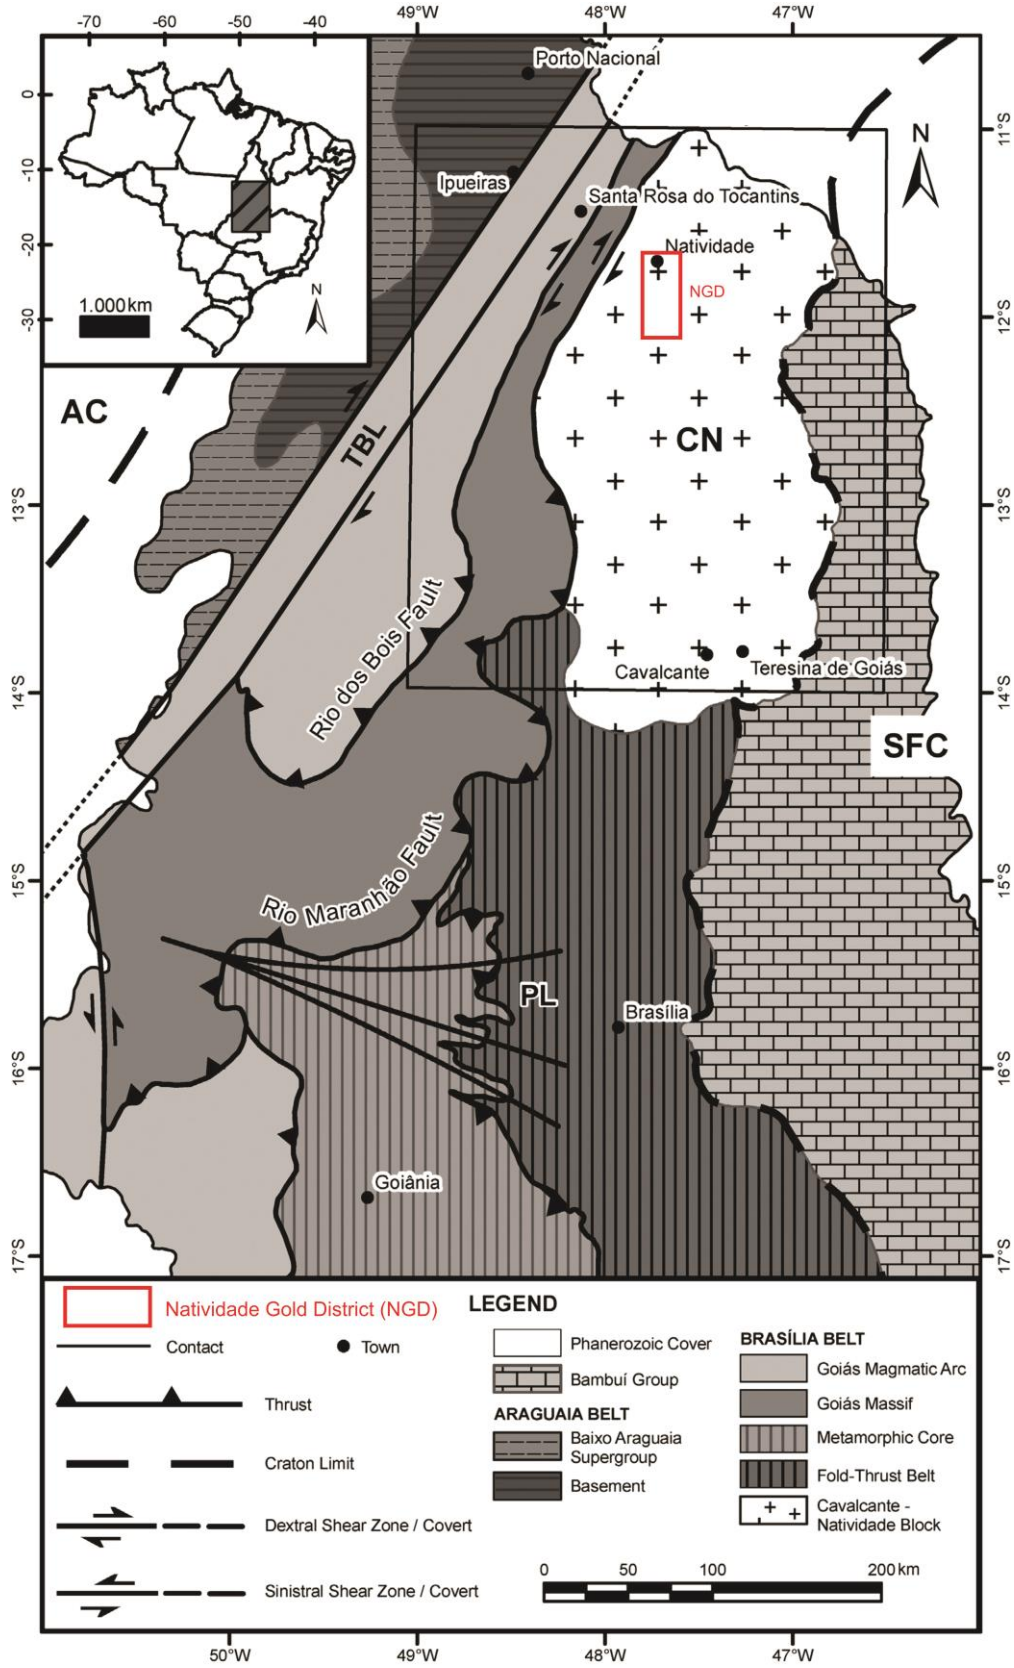 -70
-60
-50
-40
49°W
48°W
47°W
0
-10
-20
-30
1.000km
N
Porto Nacional
11°S
11°S
N
Ipueiras
Santa Rosa do Tocantins
Natividade
NGD
12°S
AC
TBL
CN
13°S
13°S
Rio dos Bois Fault
Cavalcante
Teresina de Goiás
14°S
14°S
SFC
Rio Maranhão Fault
15°S
15°S
PL
Brasília
16°S
16°S
Goiânia
17°S
17°S
Natividade Gold District (NGD)
LEGEND
Contact
Town
Thrust
Craton Limit
Dextral Shear Zone / Covert
Sinistral Shear Zone / Covert
Phanerozoic Cover
Bambuí Group
ARAGUAIA BELT
Baixo Araguaia
Supergroup
Basement
BRASÍLIA BELT
Goiás Magmatic Arc
Goiás Massif
Metamorphic Core
Fold-Thrust Belt
Cavalcante -
Natividade Block
0
50
100
200km
50°W
49°W
48°W
47°W